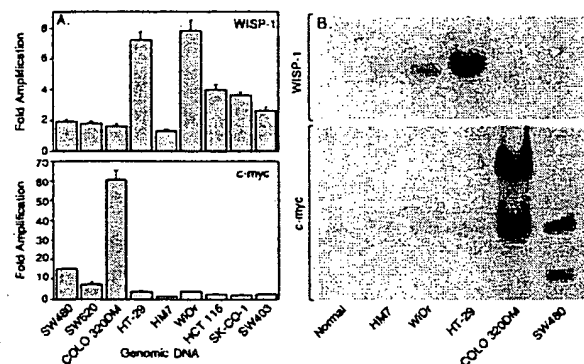 A.
WISP-1
Fold Amplification
8
6
4
2
0
c-myc
Fold Amplification
75
60
50
40
30
20
10
0
SW480
SW620
COLO 320DM
HT-29
HM7
WiDr
HCT 116
SK-CO-1
SW403
Genomic DNA
B.
WISP-1
c-myc
Normal
HM7
WiDr
HT-29
COLO 320DM
SW480